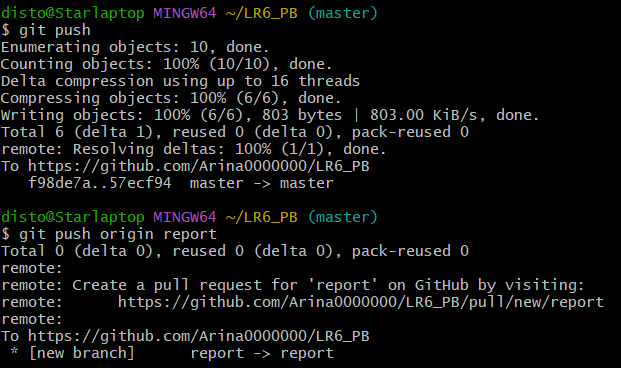 disto@Starlaptop MINGW64 ~/LR6_PB (master)
$ git push
Enumerating objects: 10, done.
Counting objects: 100% (10/10), done.
Delta compression using up to 16 threads
Compressing objects: 100% (6/6), done.
Writing objects: 100% (6/6), 803 bytes | 803.00 KiB/s, done.
Total 6 (delta 1), reused 0 (delta 0), pack-reused 0
remote: Resolving deltas: 100% (1/1), done.
To https://github.com/Arina0000000/LR6_PB
   f98de7a..57ecf94  master -> master

disto@Starlaptop MINGW64 ~/LR6_PB (master)
$ git push origin report
Total 0 (delta 0), reused 0 (delta 0), pack-reused 0
remote:
remote: Create a pull request for 'report' on GitHub by visiting:
remote:      https://github.com/Arina0000000/LR6_PB/pull/new/report
remote:
To https://github.com/Arina0000000/LR6_PB
 * [new branch]      report -> report